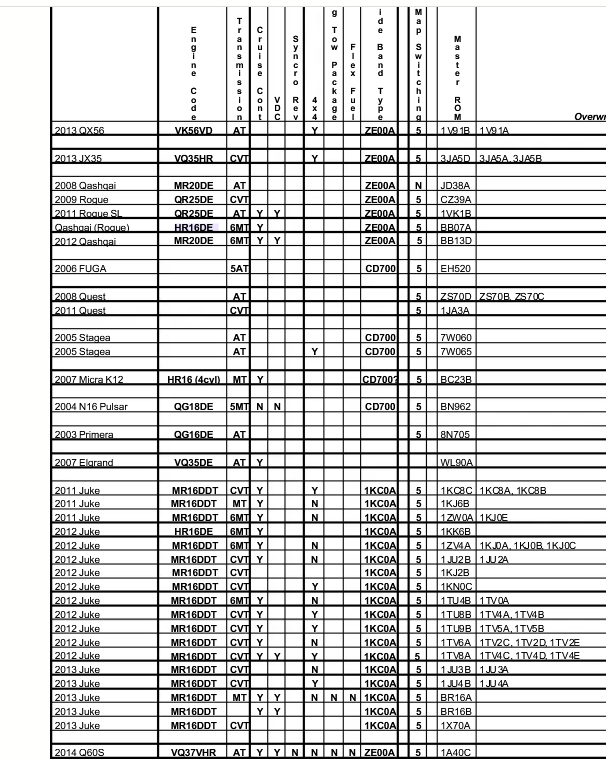 Engine Code Transmission Cruise Cont VDC Syncro Rev 4x4 g Tow Package Flex Fuel ide Band Type Map Switching Master ROM Overw
2013 QX56 VK56VD AT Y ZE00A 5 1V91B 1V91A
2013 JX35 VQ35HR CVT Y ZE00A 5 3JA5D 3JA5A, 3JA5B
2008 Qashqai MR20DE AT ZE00A N JD38A
2009 Rogue QR25DE CVT ZE00A 5 CZ39A
2011 Rogue SL QR25DE AT Y Y ZE00A 5 1VK1B
Qashqai (Rogue) HR16DE 6MT Y ZE00A 5 BB07A
2012 Qashqai MR20DE 6MT Y Y ZE00A 5 BB13D
2006 FUGA 5AT CD700 5 EH520
2008 Quest AT 5 ZS70D ZS70B, ZS70C
2011 Quest CVT 5 1JA3A
2005 Stagea AT CD700 5 7W060
2005 Stagea AT Y CD700 5 7W065
2007 Micra K12 HR16 (4cyl) MT Y CD700? 5 BC23B
2004 N16 Pulsar QG18DE 5MT N N CD700 5 BN962
2003 Primera QG16DE AT 5 8N705
2007 Elgrand VQ35DE AT Y WL90A
2011 Juke MR16DDT CVT Y Y 1KC0A 5 1KC8C 1KC8A, 1KC8B
2011 Juke MR16DDT MT Y N 1KC0A 5 1KJ6B
2011 Juke MR16DDT 6MT Y N 1KC0A 5 1ZW0A 1KJ0E
2012 Juke HR16DE 6MT Y 1KC0A 5 1KK6B
2012 Juke MR16DDT 6MT Y N 1KC0A 5 1ZV4A 1KJ0A, 1KJ0B, 1KJ0C
2012 Juke MR16DDT CVT Y N 1KC0A 5 1JU2B 1JU2A
2012 Juke MR16DDT CVT 1KC0A 5 1KJ2B
2012 Juke MR16DDT CVT Y 1KC0A 5 1KN0C
2012 Juke MR16DDT 6MT Y N 1KC0A 5 1TU4B 1TV0A
2012 Juke MR16DDT CVT Y Y 1KC0A 5 1TU8B 1TV4A, 1TV4B
2012 Juke MR16DDT CVT Y Y 1KC0A 5 1TU9B 1TV5A, 1TV5B
2012 Juke MR16DDT CVT Y N 1KC0A 5 1TV6A 1TV2C, 1TV2D, 1TV2E
2012 Juke MR16DDT CVT Y Y Y 1KC0A 5 1TV8A 1TV4C, 1TV4D, 1TV4E
2013 Juke MR16DDT CVT N 1KC0A 5 1JU3B 1JU3A
2013 Juke MR16DDT CVT Y 1KC0A 5 1JU4B 1JU4A
2013 Juke MR16DDT MT Y Y N N N 1KC0A 5 BR16A
2013 Juke MR16DDT Y Y 1KC0A 5 BR16B
2013 Juke MR16DDT CVT 1KC0A 5 1X70A
2014 Q60S VQ37VHR AT Y Y N N N N ZE00A 5 1A40C